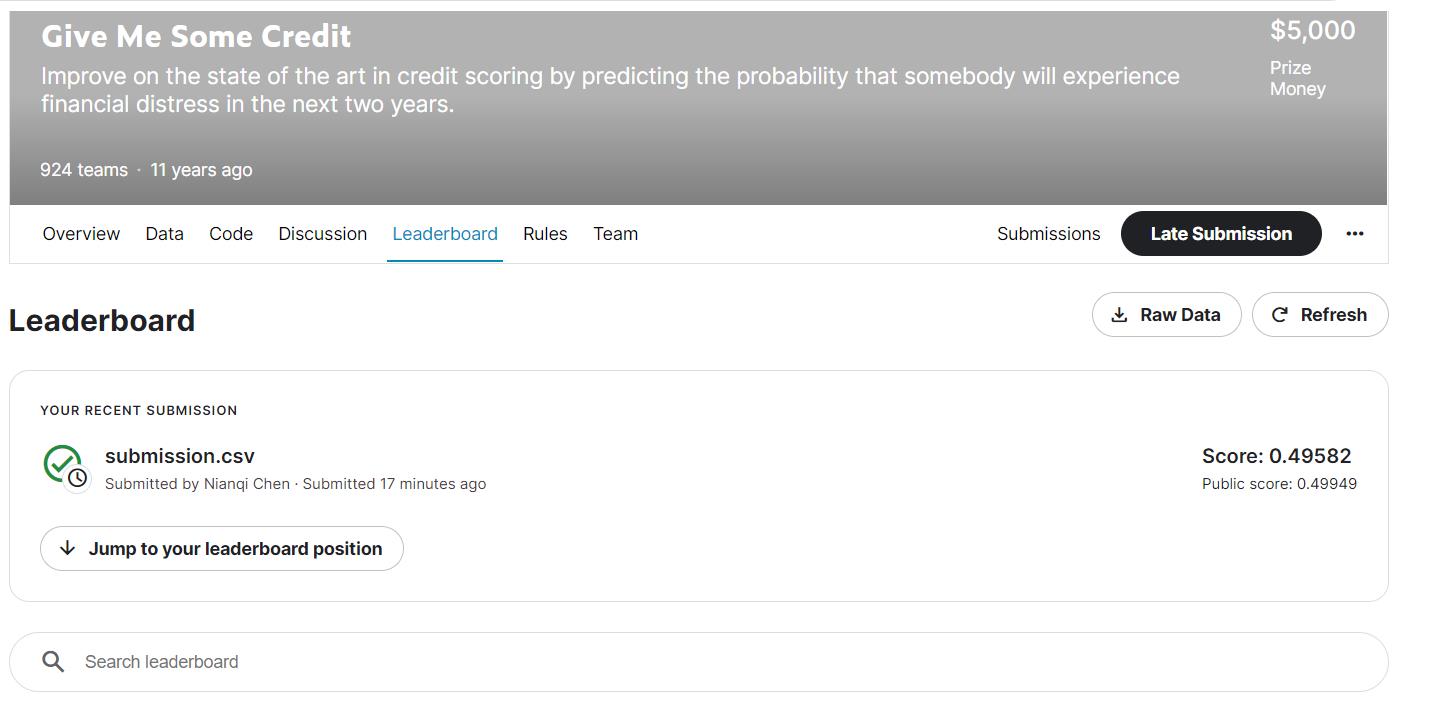 Give Me Some Credit
$5,000
Improve on the state of the art in credit scoring by predicting the probability that somebody will experience
financial distress in the next two years.
Prize
Money
924 teams · 11 years ago
Overview Data Code Discussion Leaderboard Rules Team Submissions Late Submission ···
Leaderboard
Raw Data Refresh
YOUR RECENT SUBMISSION
submission.csv
Score: 0.49582
Submitted by Nianqi Chen · Submitted 17 minutes ago
Public score: 0.49949
Jump to your leaderboard position
Search leaderboard